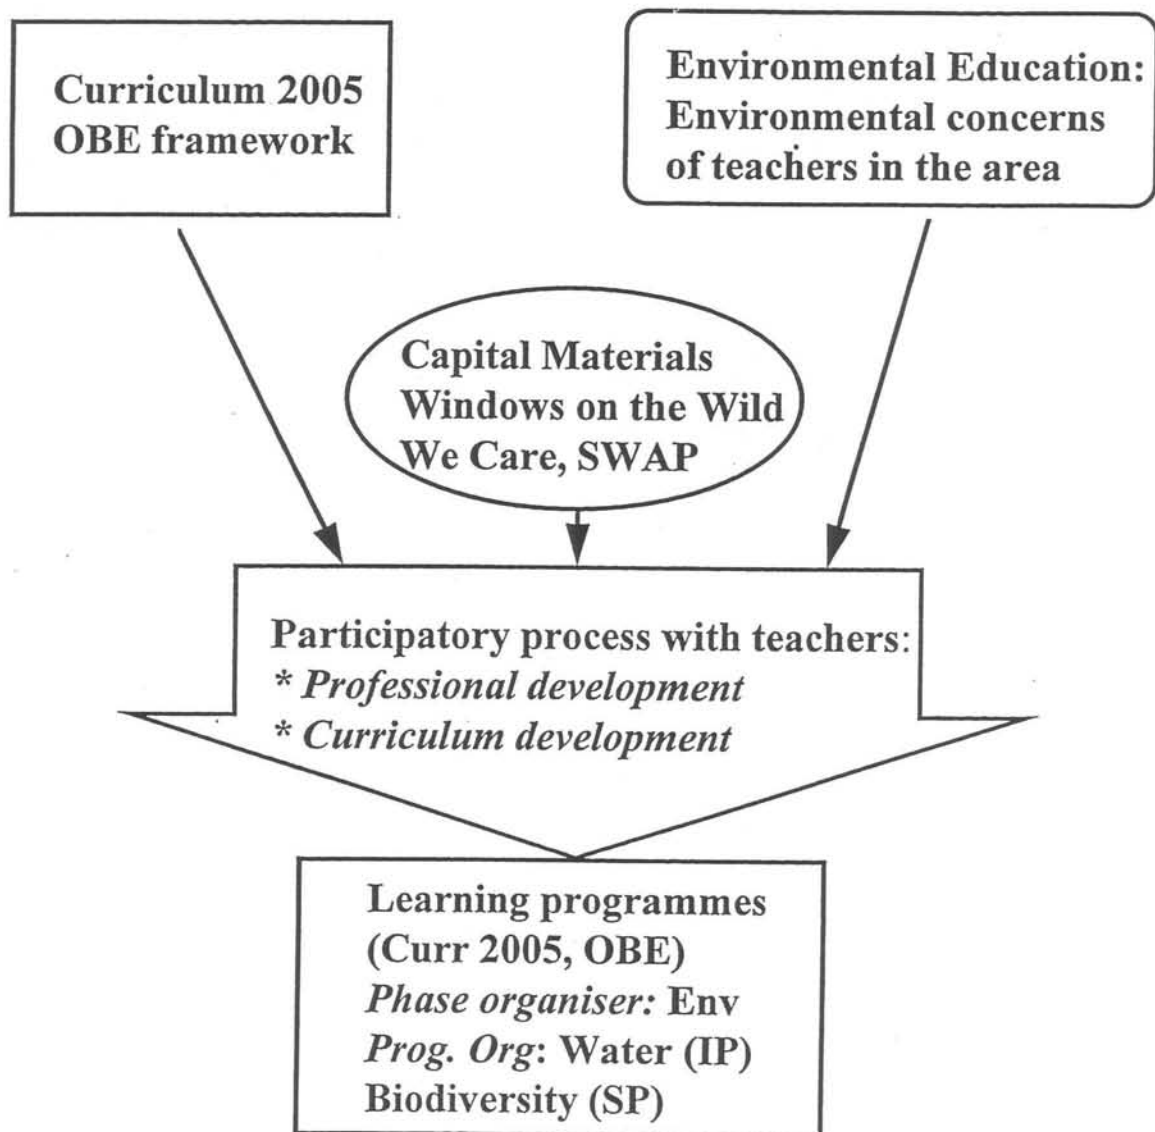 Curriculum 2005
OBE framework
Environmental Education:
Environmental concerns
of teachers in the area
Capital Materials
Windows on the Wild
We Care, SWAP
Participatory process with teachers:
* Professional development
* Curriculum development
Learning programmes
(Curr 2005, OBE)
Phase organiser: Env
Prog. Org: Water (IP)
Biodiversity (SP)